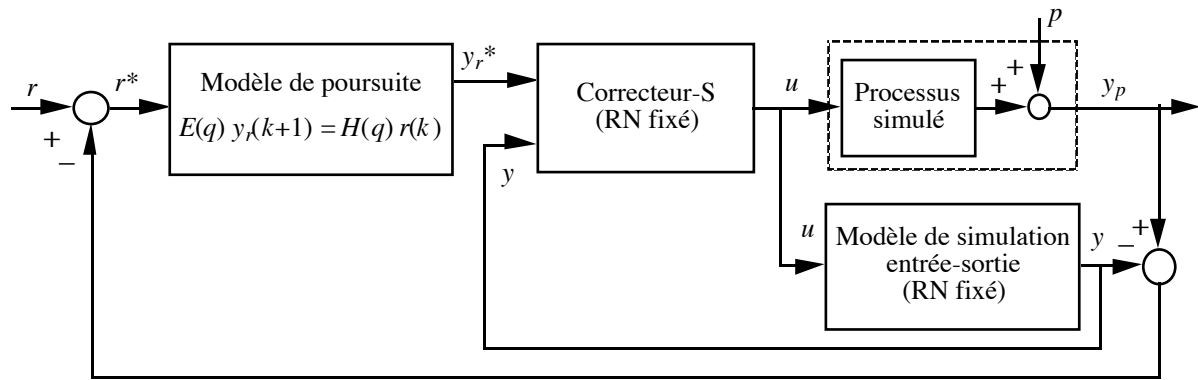 r
+
−
r*
Modèle de poursuite
E(q) y_r(k+1) = H(q) r(k)
y_r*
y
Correcteur-S
(RN fixé)
u
Processus
simulé
+
+
p
y_p
u
Modèle de simulation
entrée-sortie
(RN fixé)
y
−
+